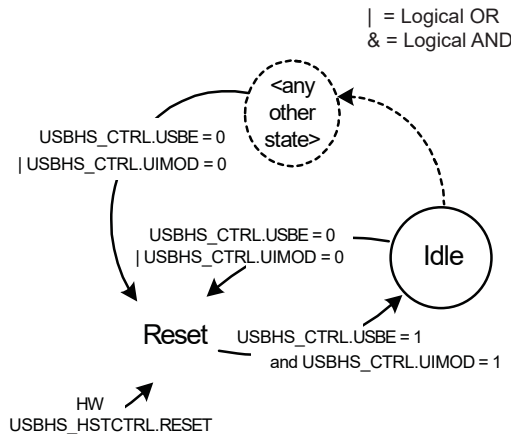 | = Logical OR
& = Logical AND
<any
other
state>
USBHS_CTRL.USBE = 0
| USBHS_CTRL.UIMOD = 0
USBHS_CTRL.USBE = 0
| USBHS_CTRL.UIMOD = 0
Idle
Reset
USBHS_CTRL.USBE = 1
and USBHS_CTRL.UIMOD = 1
HW
USBHS_HSTCTRL.RESET